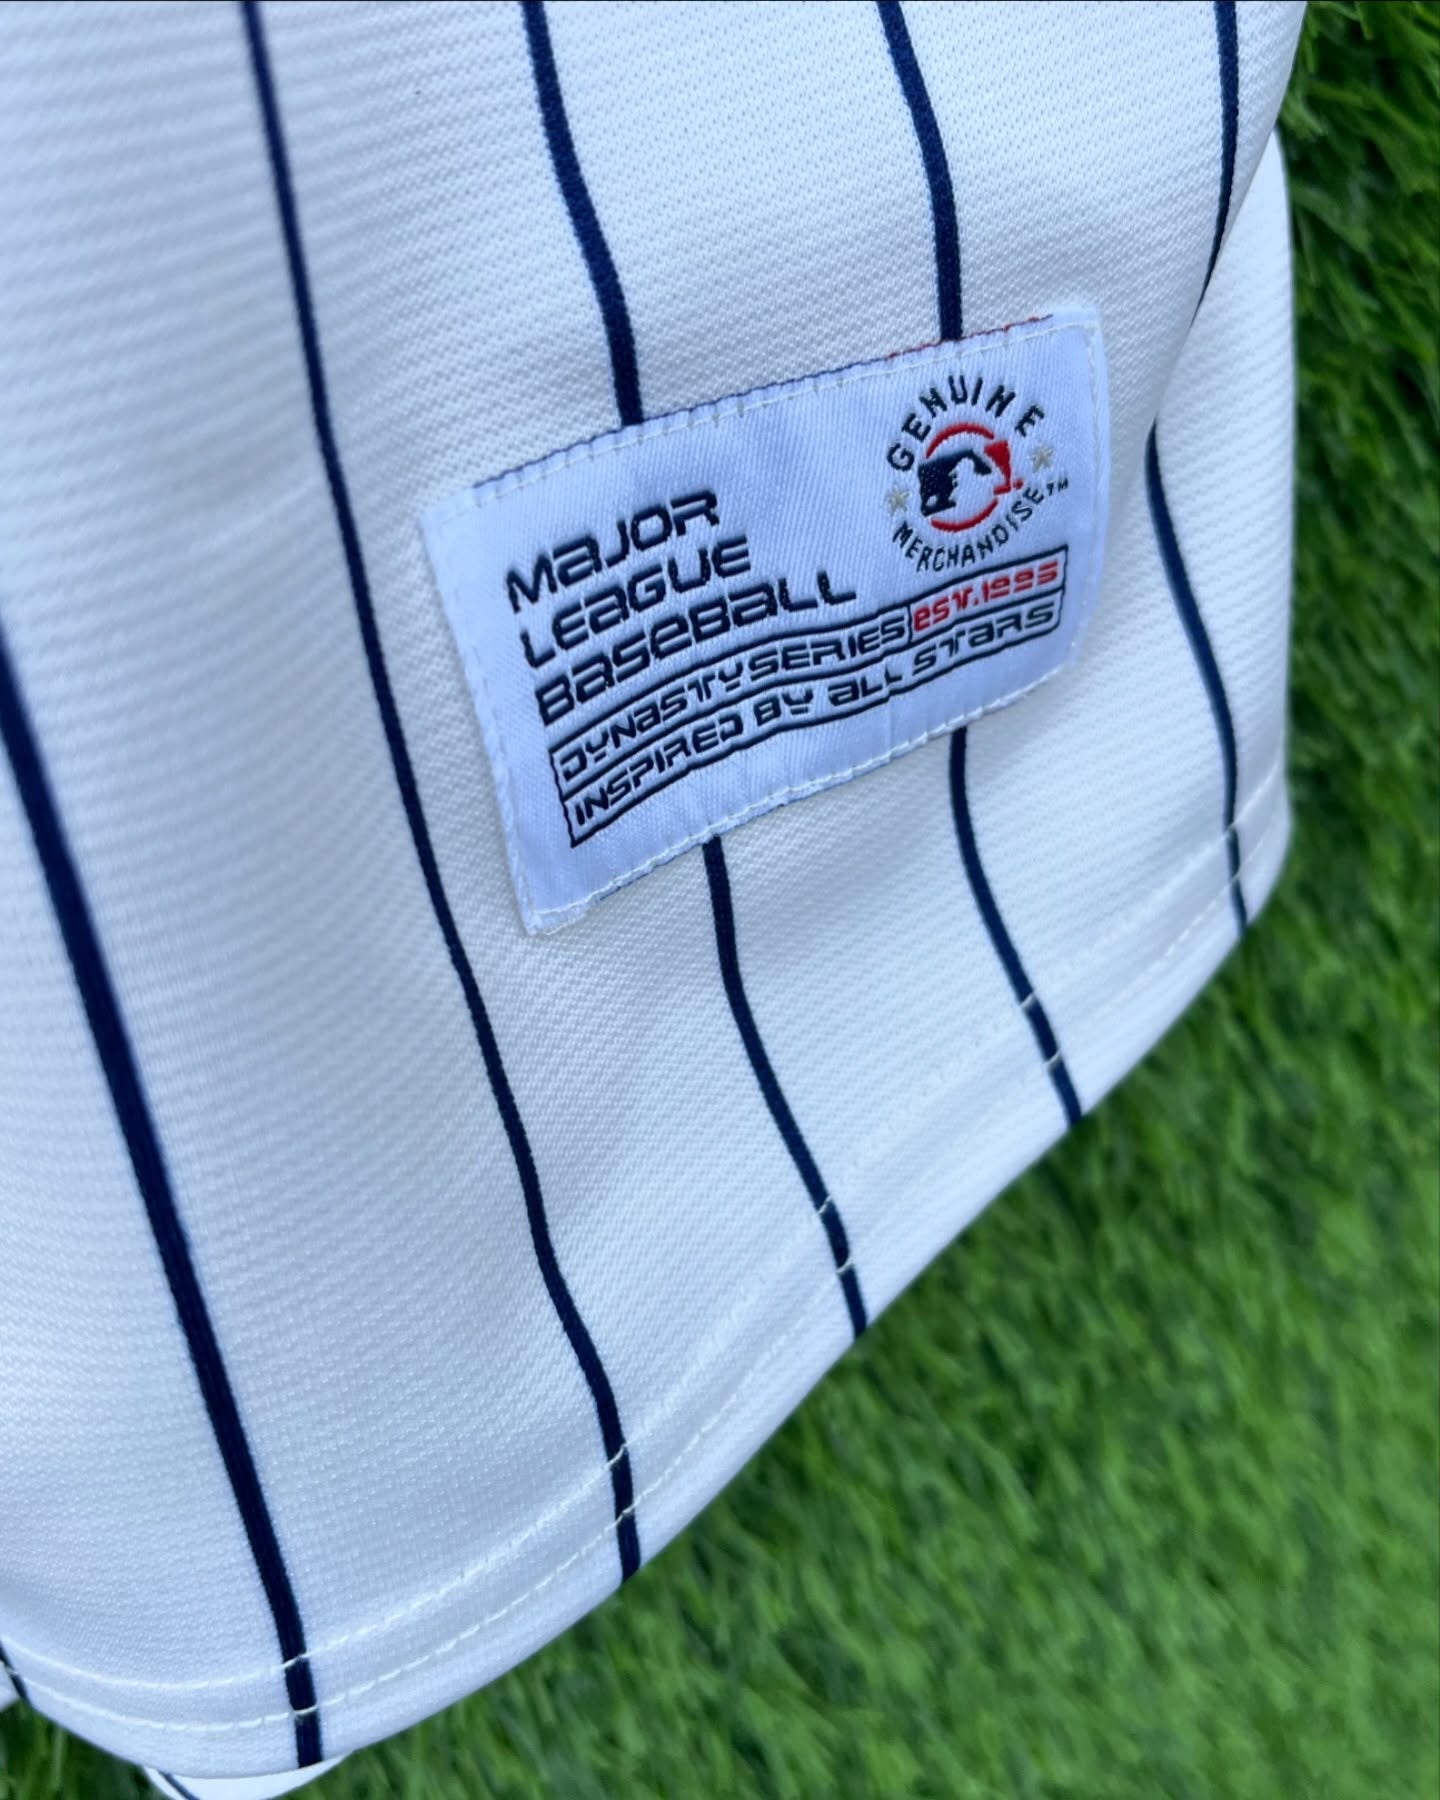 MaJOR
LEaGUE
BaseBaLL
GENUINE
MERCHANDISE™
DYNaSTY SERIES esT.1995
INSPIRED BY aLL STaRS